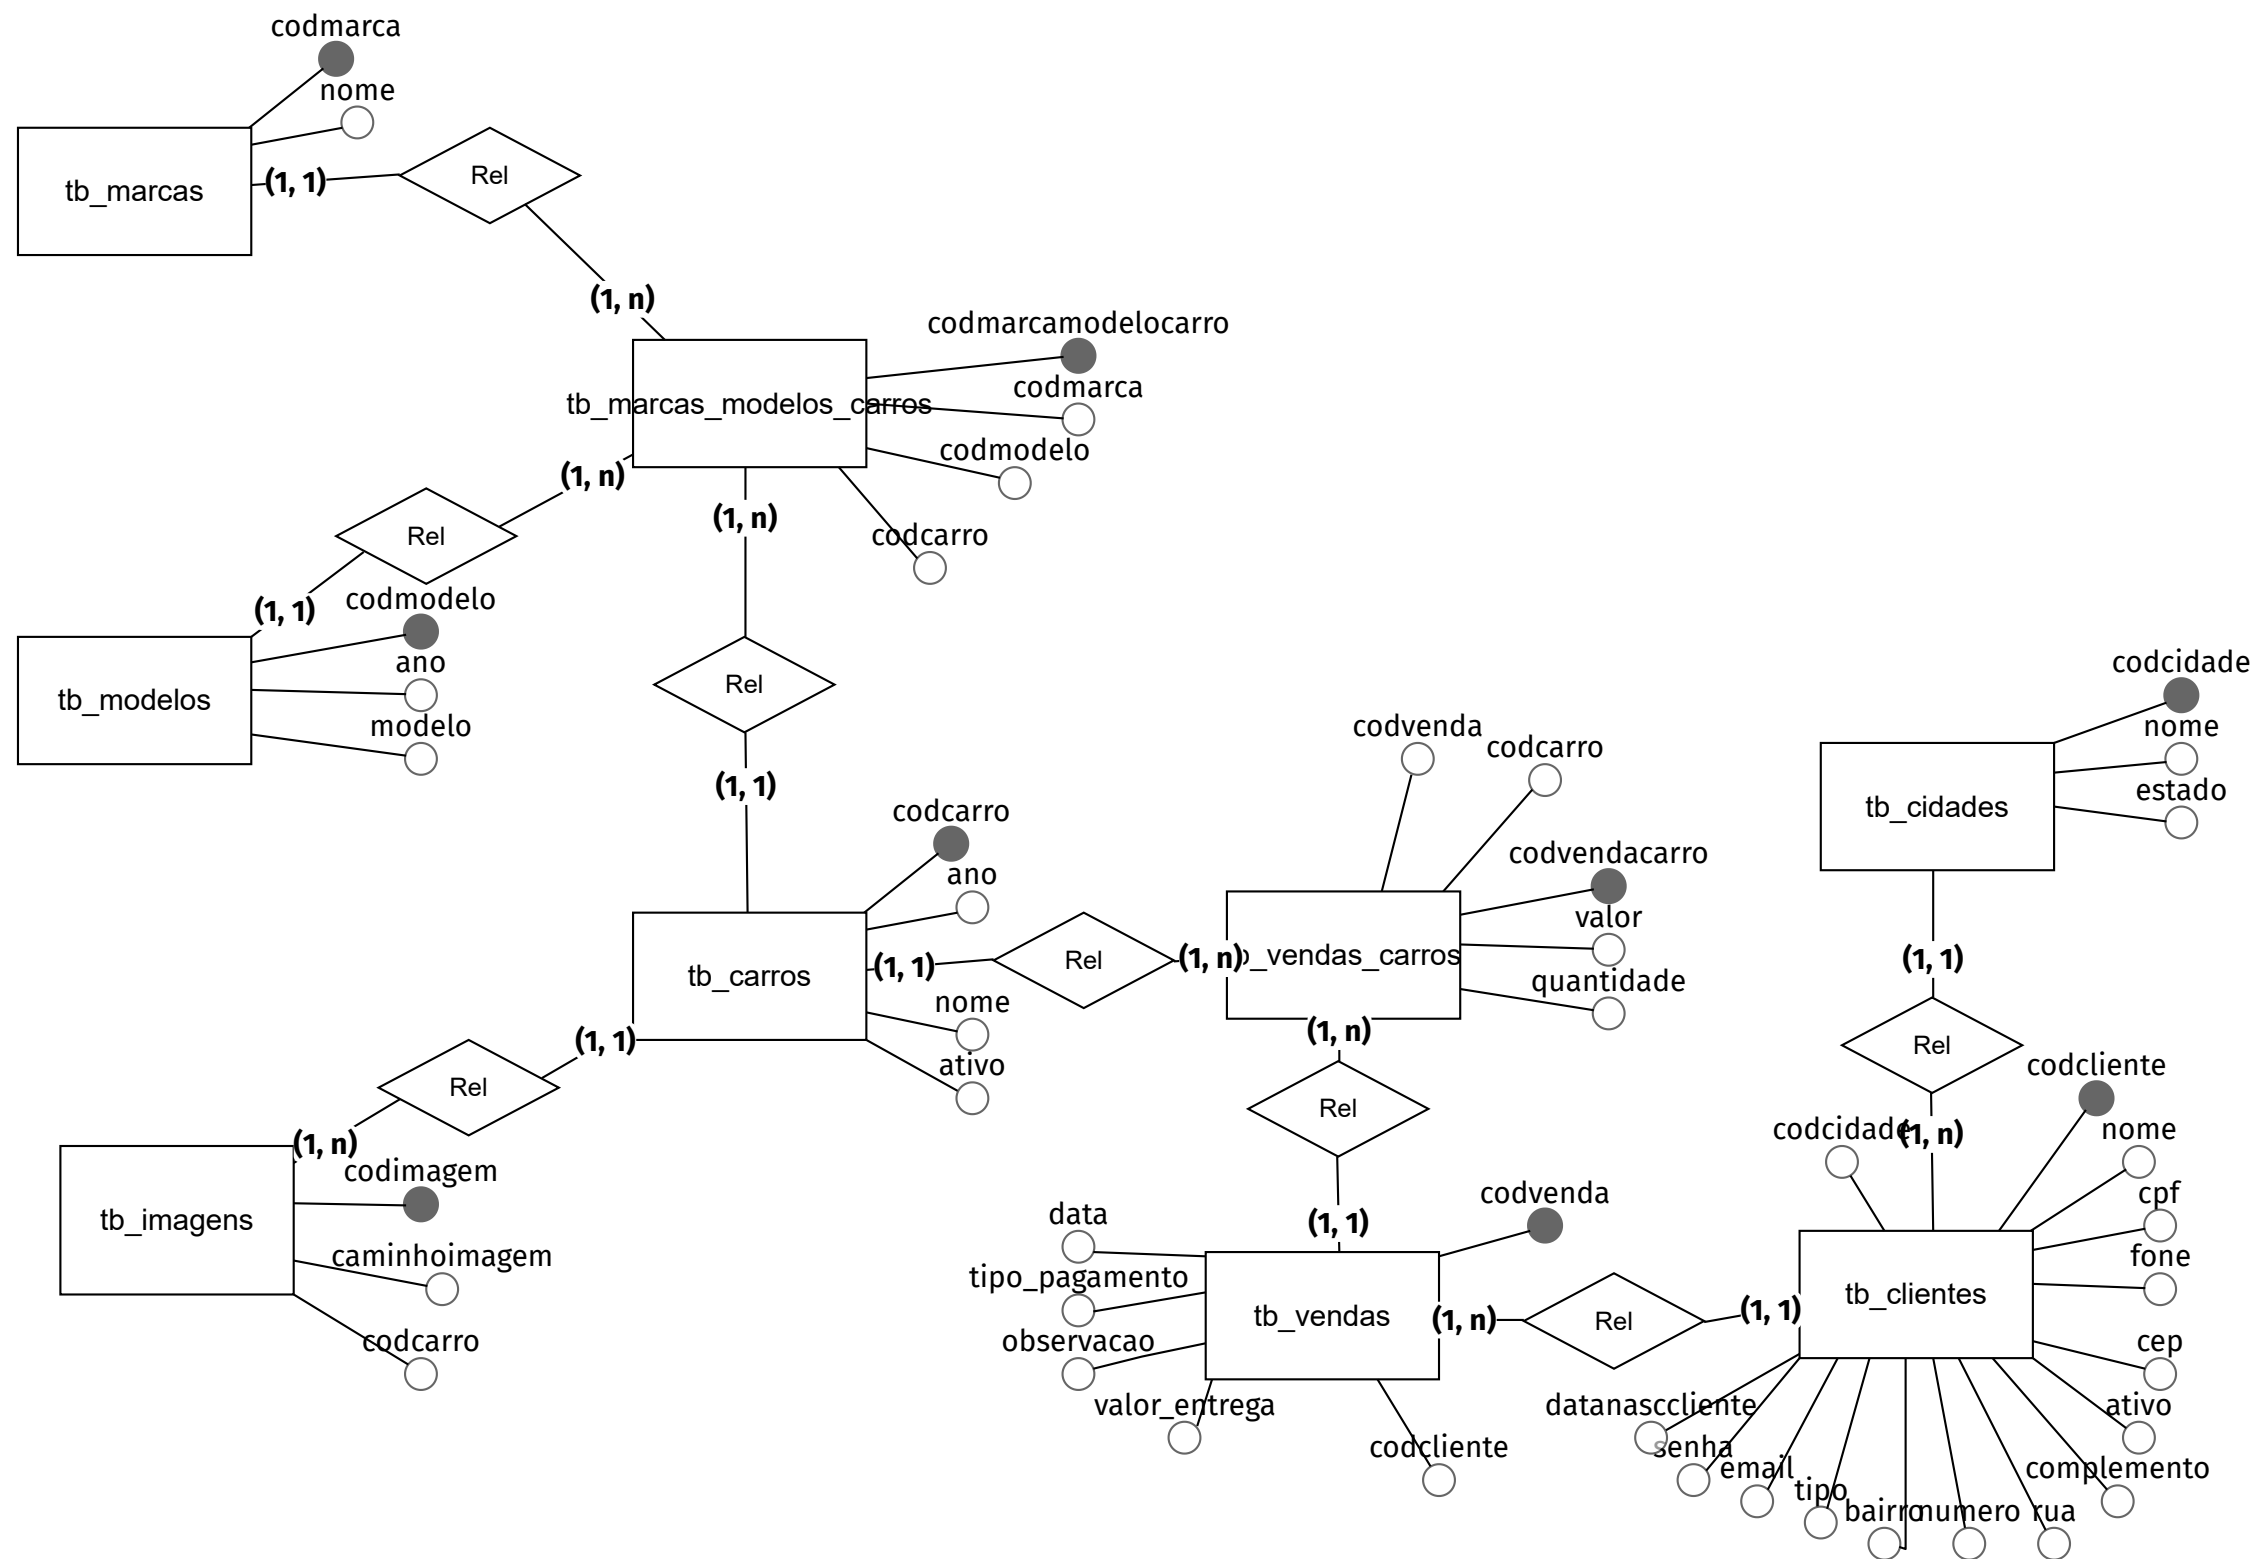 codmarca
nome
tb_marcas
(1, 1)
Rel
(1, n)
codmarcamodelocarro
codmarca
tb_marcas_modelos_carros
codmodelo
(1, n)
(1, n)
codcarro
Rel
(1, 1)
codmodelo
ano
tb_modelos
modelo
Rel
(1, 1)
codcidade
nome
estado
tb_cidades
codvenda
codcarro
codvendacarro
valor
quantidade
b_vendas_carros
codcarro
ano
tb_carros
(1, 1)
Rel
(1, n)
nome
ativo
(1, 1)
Rel
(1, n)
codimagem
tb_imagens
caminhoimagem
codcarro
(1, n)
Rel
(1, 1)
(1, 1)
Rel
(1, n)
codvenda
data
tipo_pagamento
tb_vendas
observacao
valor_entrega
codcliente
(1, n)
Rel
(1, 1)
codcidade
codcliente
nome
cpf
fone
tb_clientes
cep
ativo
datanasccliente
senha
email
tipo
bairro
numero
rua
complemento